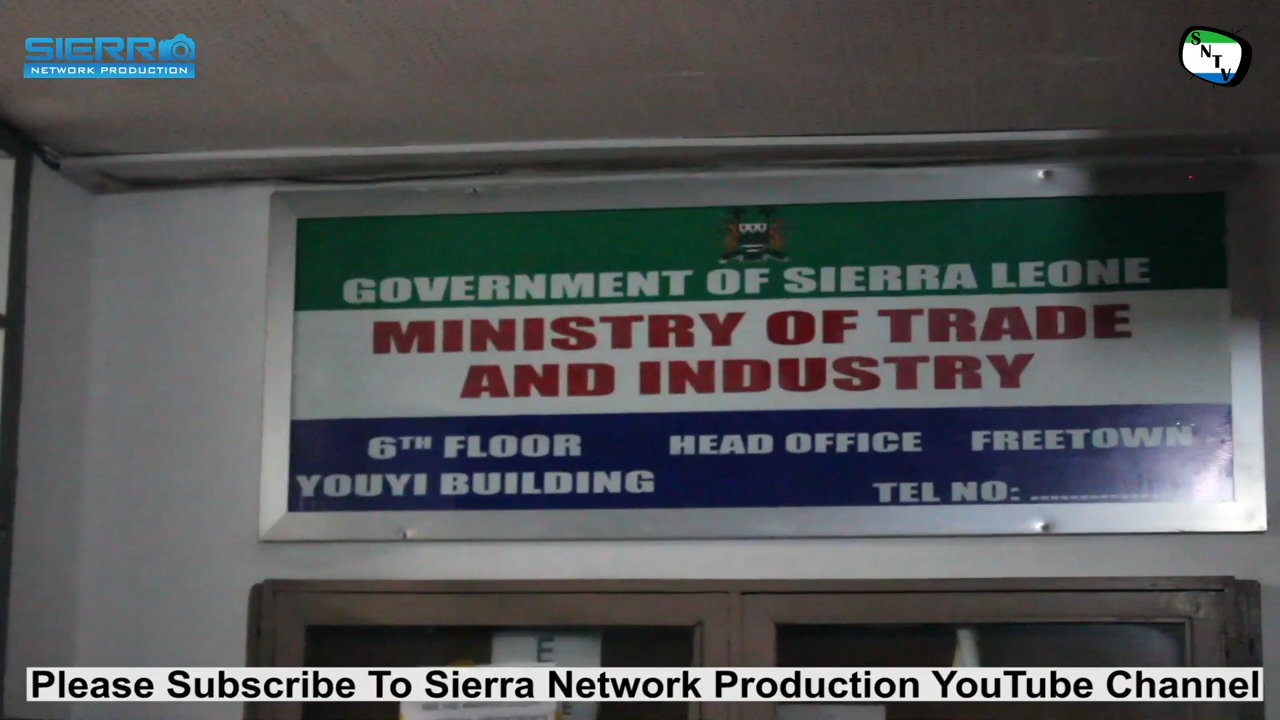 SIERRO
NETWORK PRODUCTION
SNTV
GOVERNMENT OF SIERRA LEONE
MINISTRY OF TRADE
AND INDUSTRY
6TH FLOOR HEAD OFFICE FREETOWN
YOUYI BUILDING TEL NO: ................
Please Subscribe To Sierra Network Production YouTube Channel